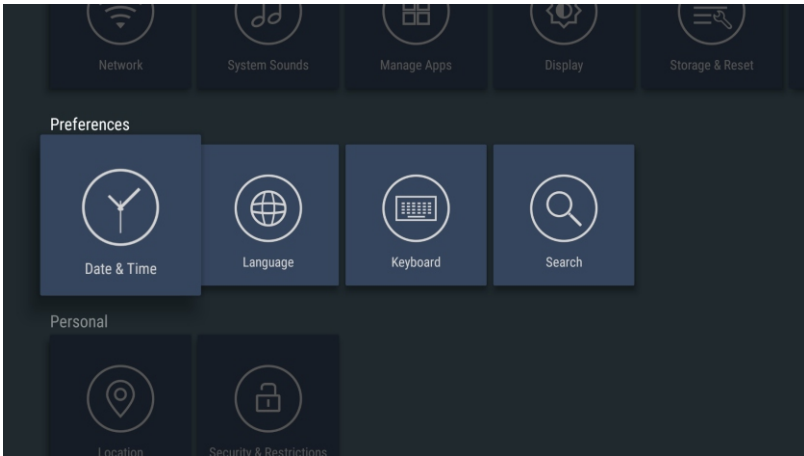 Network System Sounds Manage Apps Display Storage & Reset
Preferences
Date & Time Language Keyboard Search
Personal
Location Security & Restrictions